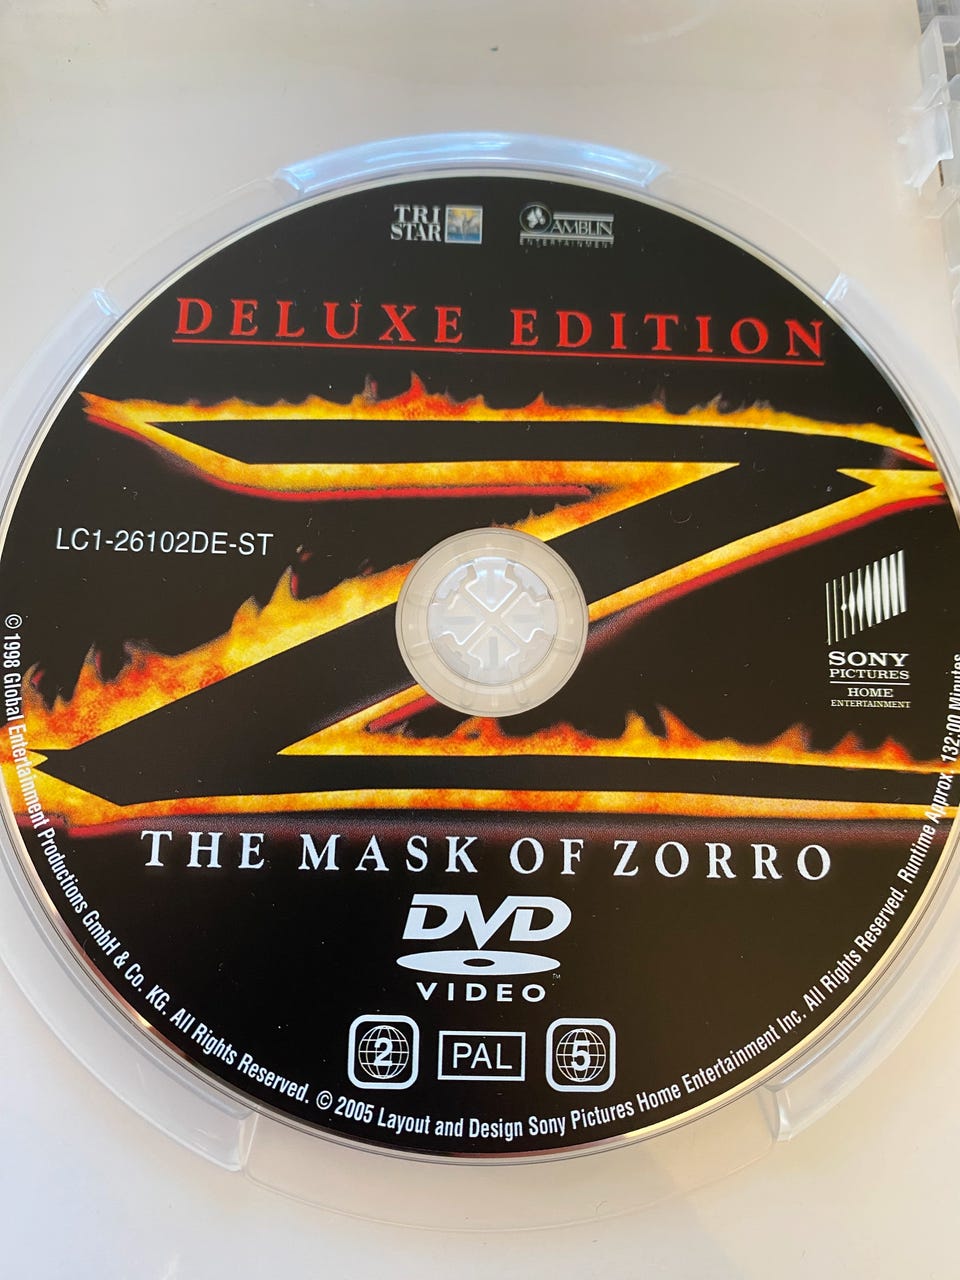 TRI
STAR
AMBLIN
ENTERTAINMENT
DELUXE EDITION
LC1-26102DE-ST
SONY
PICTURES
HOME
ENTERTAINMENT
THE MASK OF ZORRO
DVD
VIDEO
TM
2
PAL
5
© 1998 Global Entertainment Productions GmbH & Co. KG. All Rights Reserved. © 2005 Layout and Design Sony Pictures Home Entertainment Inc. All Rights Reserved. Runtime Approx. 132:00 Minutes